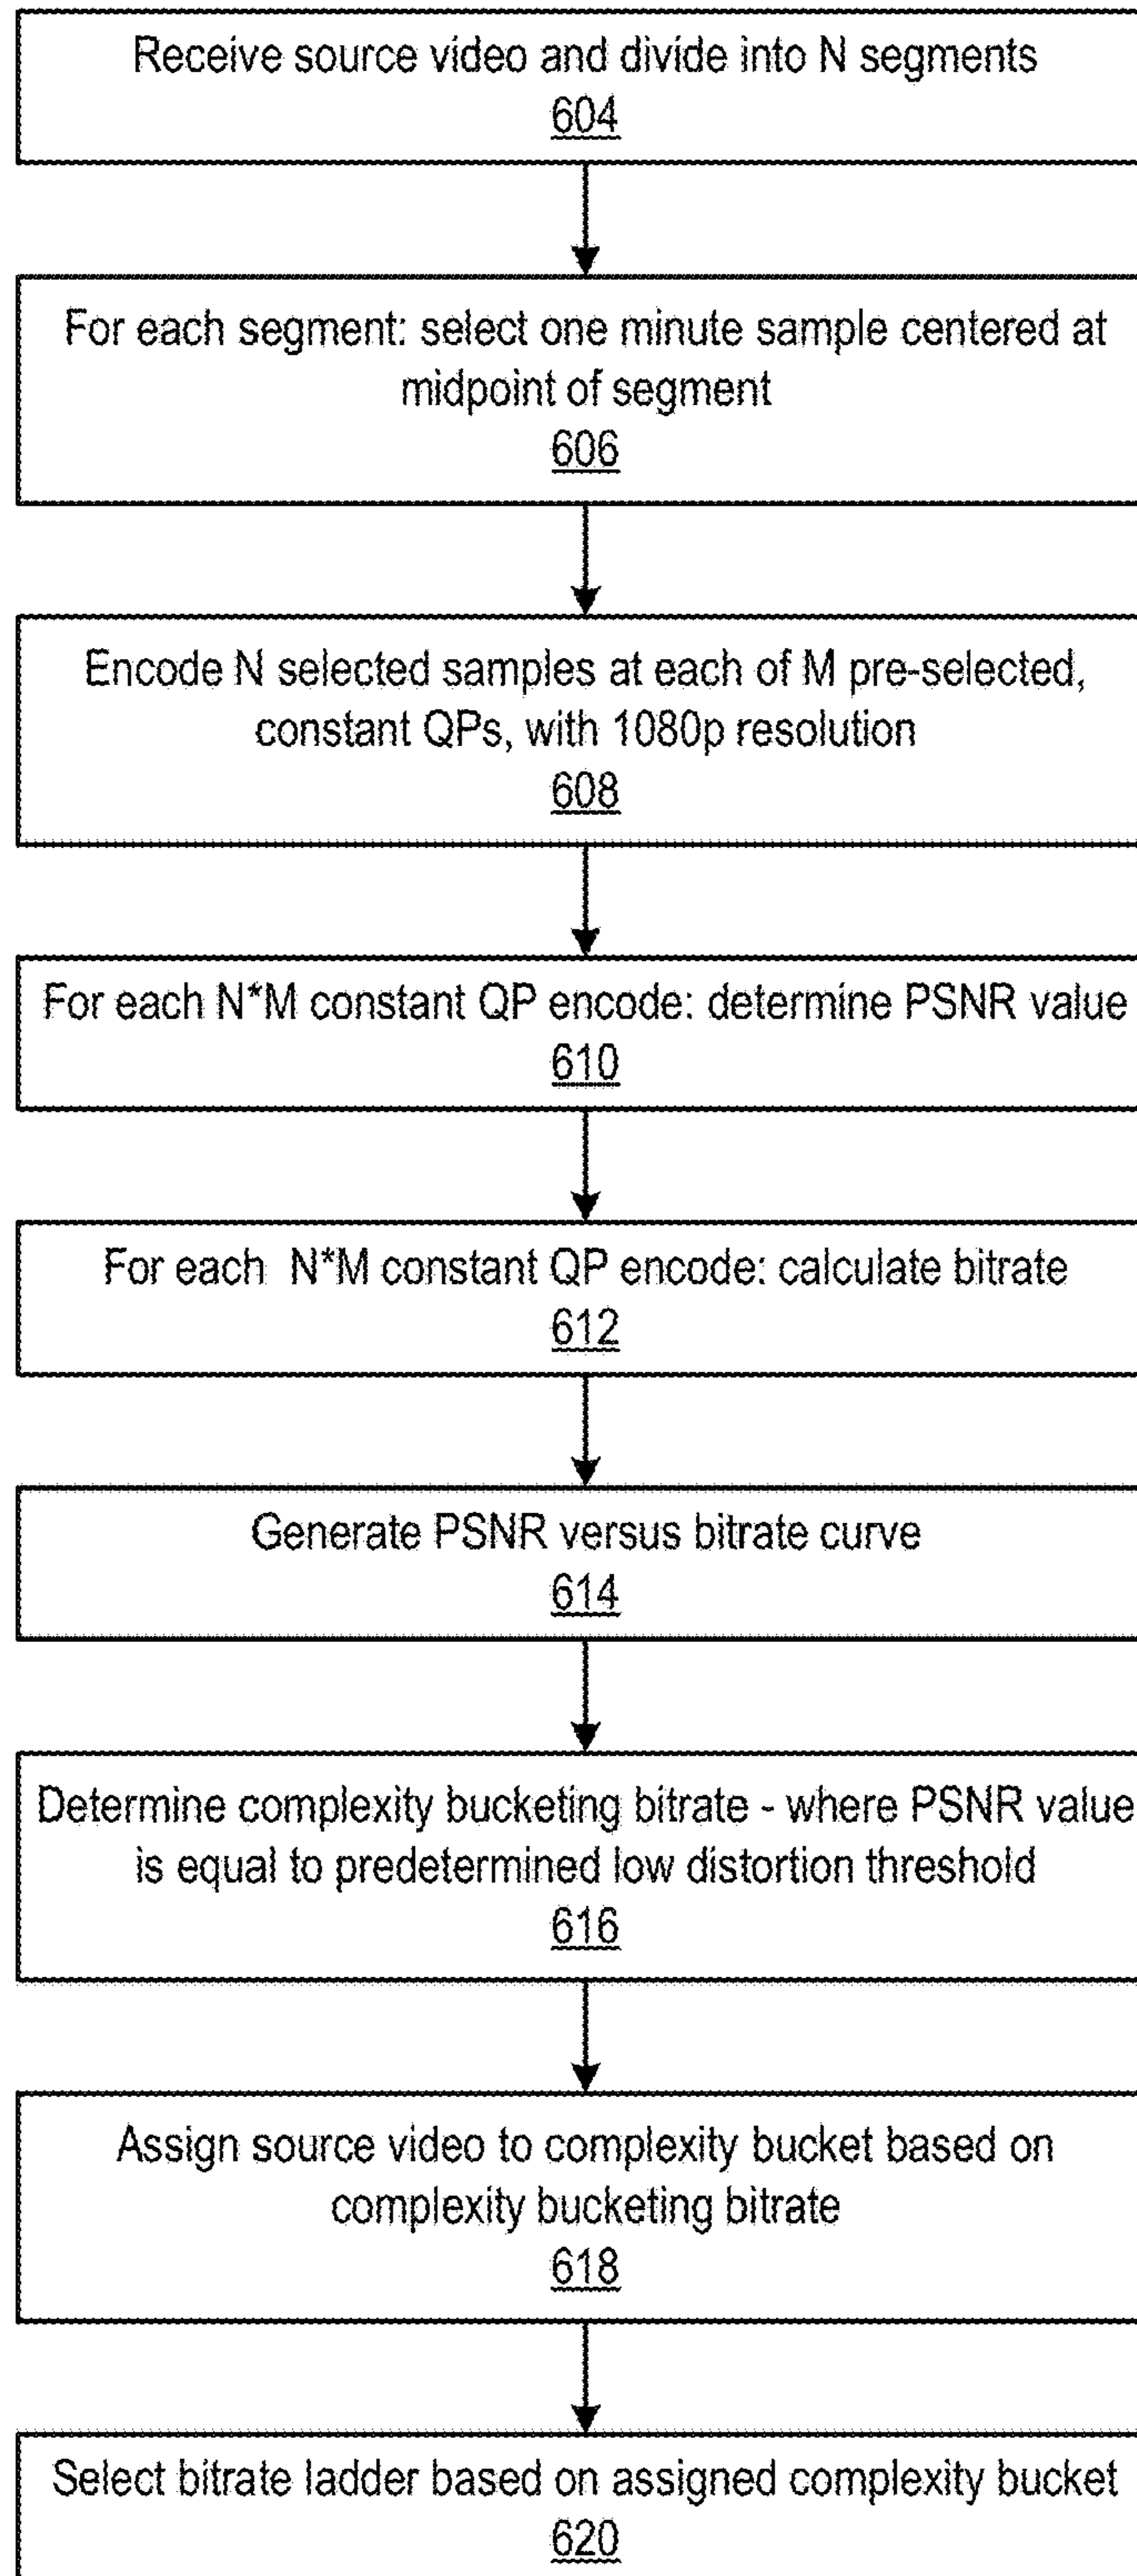 Receive source video and divide into N segments
604
For each segment: select one minute sample centered at
midpoint of segment
606
Encode N selected samples at each of M pre-selected,
constant QPs, with 1080p resolution
608
For each N*M constant QP encode: determine PSNR value
610
For each N*M constant QP encode: calculate bitrate
612
Generate PSNR versus bitrate curve
614
Determine complexity bucketing bitrate - where PSNR value
is equal to predetermined low distortion threshold
616
Assign source video to complexity bucket based on
complexity bucketing bitrate
618
Select bitrate ladder based on assigned complexity bucket
620